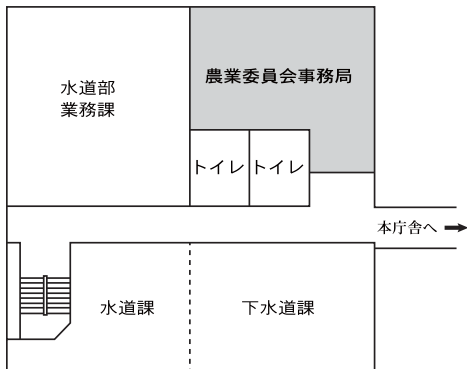 農業委員会事務局
水道部
業務課
トイレ
トイレ
本庁舎へ
水道課
下水道課